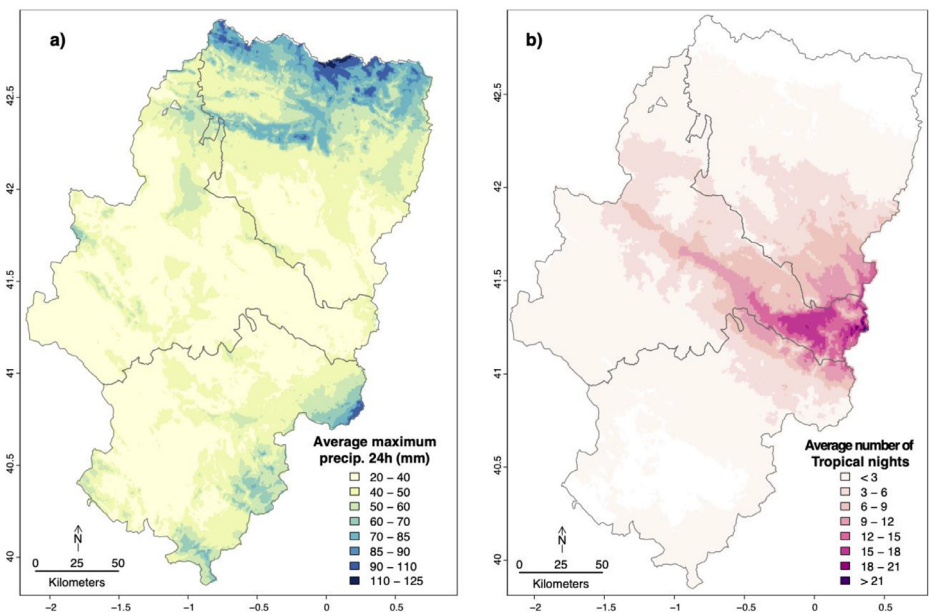 a)
42.5
42
41.5
41
40.5
40
−2
−1.5
−1
−0.5
0
0.5
Average maximum
precip. 24h (mm)
20 − 40
40 − 50
50 − 60
60 − 70
70 − 85
85 − 90
90 − 110
110 − 125
N
0 25 50
Kilometers
b)
42.5
42
41.5
41
40.5
40
−2
−1.5
−1
−0.5
0
0.5
Average number of
Tropical nights
< 3
3 − 6
6 − 9
9 − 12
12 − 15
15 − 18
18 − 21
> 21
N
0 25 50
Kilometers